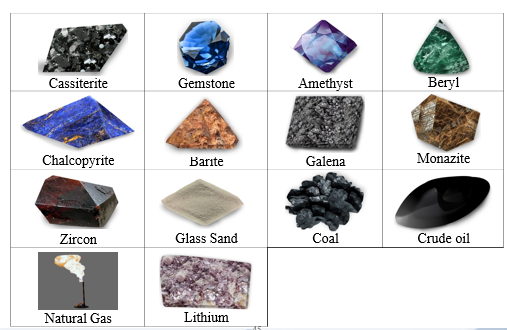 Cassiterite
Gemstone
Amethyst
Beryl
Chalcopyrite
Barite
Galena
Monazite
Zircon
Glass Sand
Coal
Crude oil
Natural Gas
Lithium
45